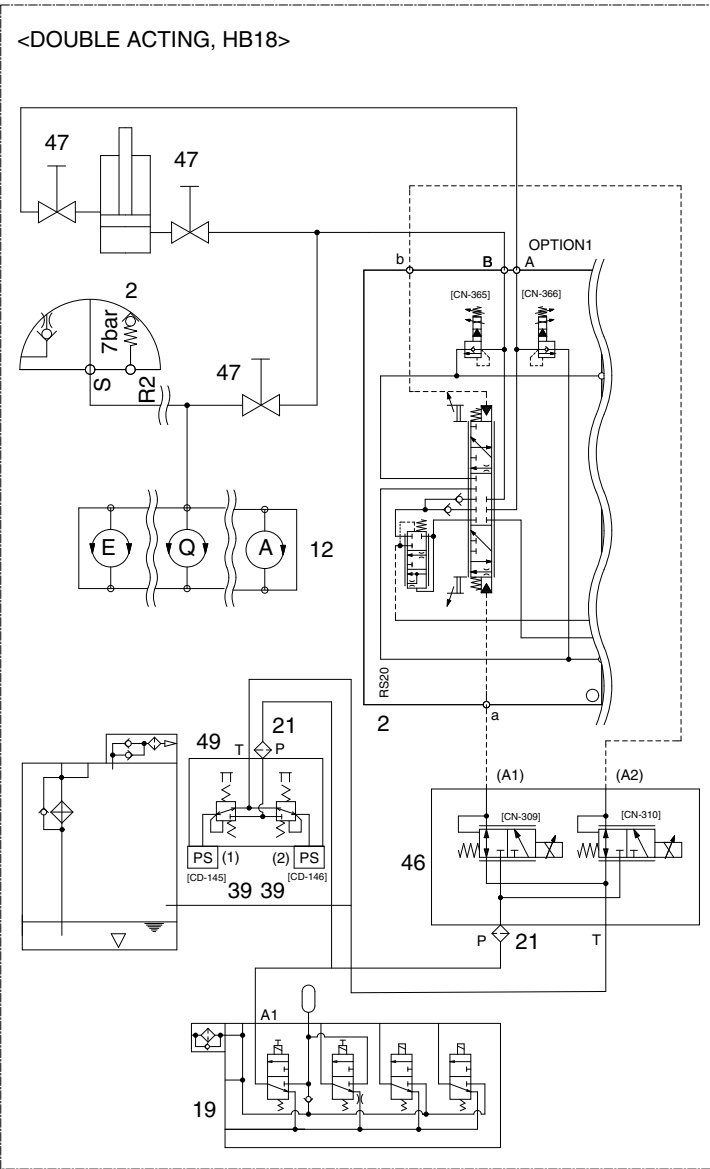 <DOUBLE ACTING, HB18>
47
47
OPTION1
b
B
A
[CN-365]
[CN-366]
2
7bar
S
R2
47
E
Q
A
12
RS20
2
a
49
21
T
P
(A1)
(A2)
[CN-309]
[CN-310]
46
PS
(1)
(2)
PS
[CD-145]
[CD-146]
39
39
P
21
T
A1
19